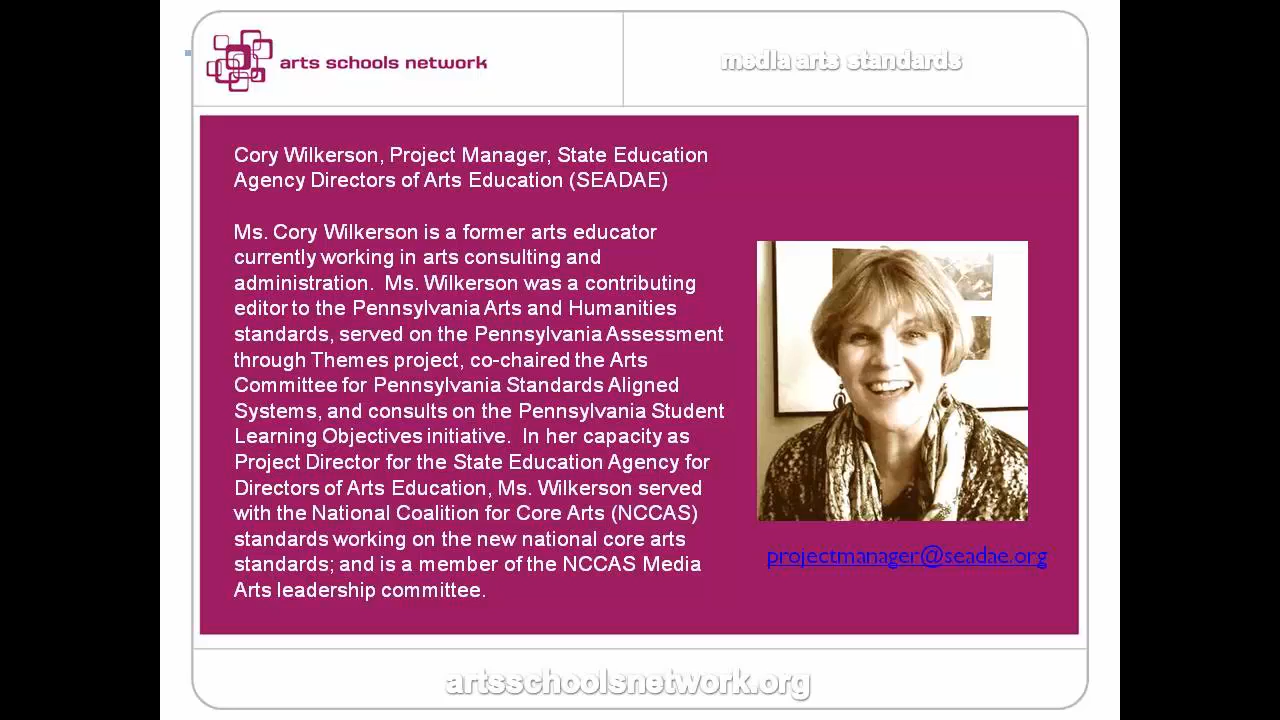 arts schools network
media arts standards
Cory Wilkerson, Project Manager, State Education
Agency Directors of Arts Education (SEADAE)
Ms. Cory Wilkerson is a former arts educator
currently working in arts consulting and
administration.  Ms. Wilkerson was a contributing
editor to the Pennsylvania Arts and Humanities
standards, served on the Pennsylvania Assessment
through Themes project, co-chaired the Arts
Committee for Pennsylvania Standards Aligned
Systems, and consults on the Pennsylvania Student
Learning Objectives initiative.  In her capacity as
Project Director for the State Education Agency for
Directors of Arts Education, Ms. Wilkerson served
with the National Coalition for Core Arts (NCCAS)
standards working on the new national core arts
standards; and is a member of the NCCAS Media
Arts leadership committee.
projectmanager@seadae.org
artsschoolsnetwork.org